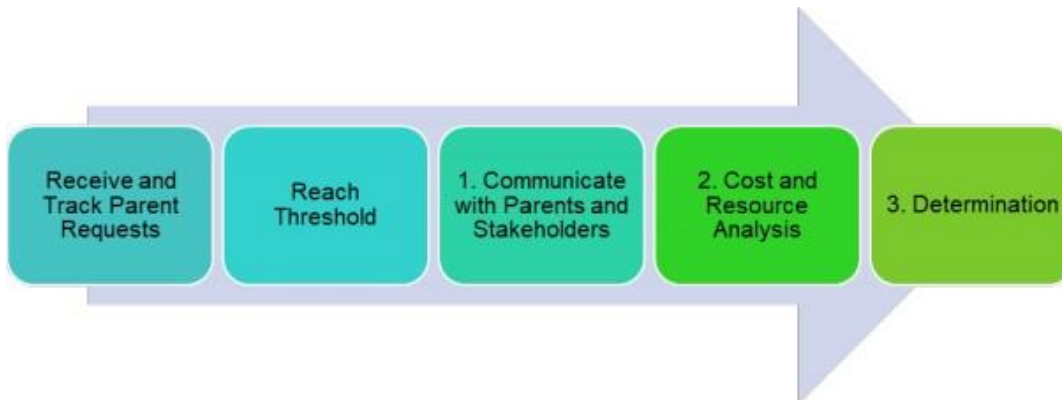 Receive and
Track Parent
Requests
Reach
Threshold
1. Communicate
with Parents and
Stakeholders
2. Cost and
Resource
Analysis
3. Determination